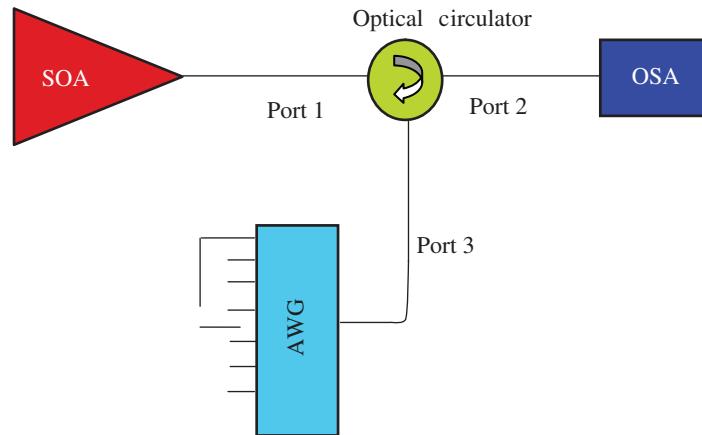 Optical circulator
SOA
OSA
Port 1
Port 2
Port 3
AWG